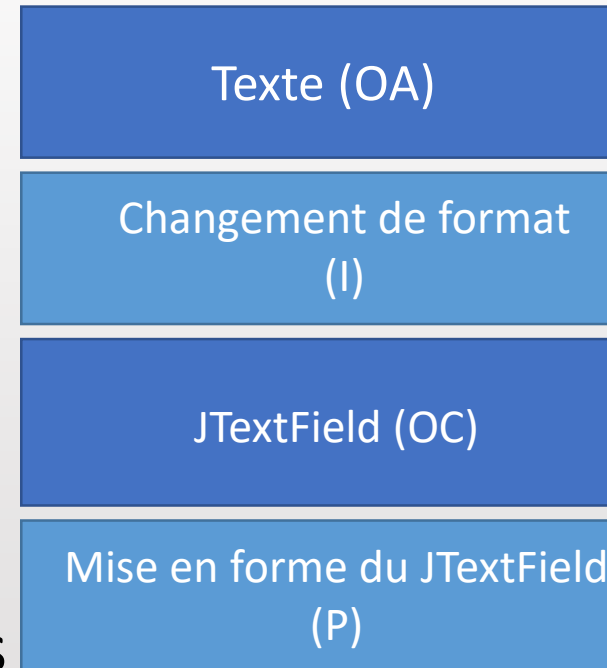 Texte (OA)
Changement de format
(I)
JTextField (OC)
Mise en forme du JTextField
(P)
s